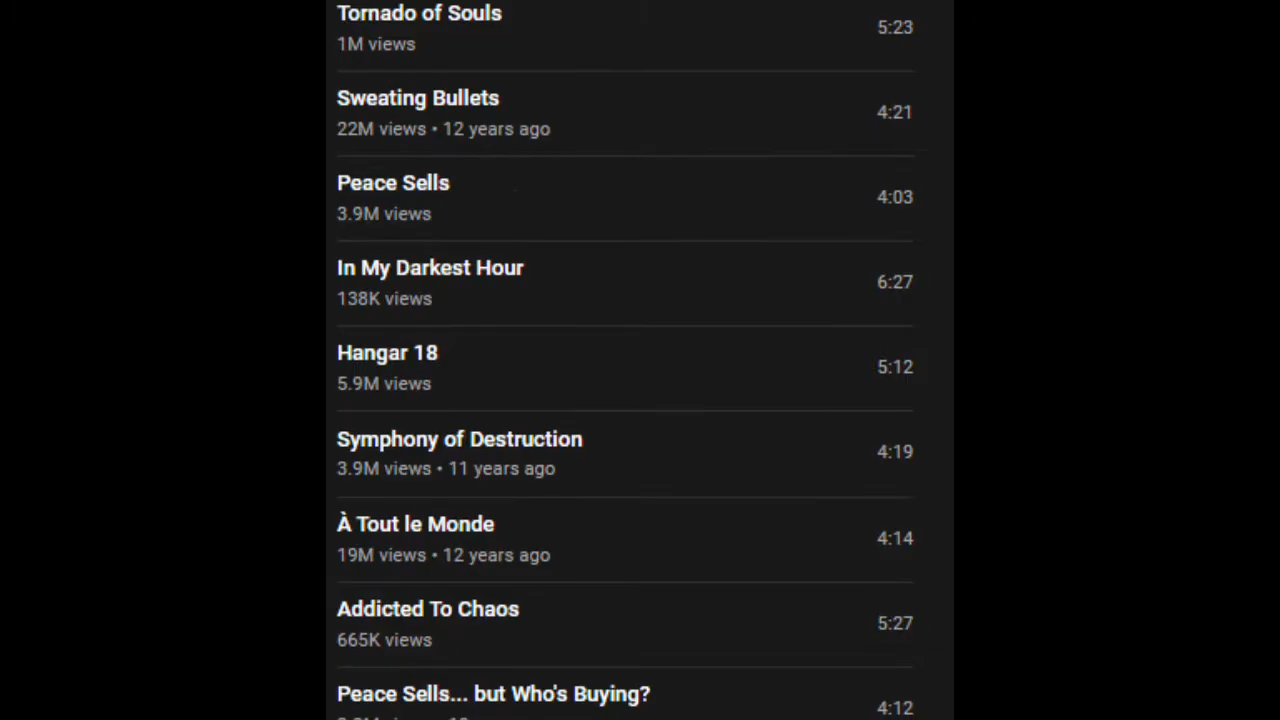 Tornado of Souls
1M views
5:23
Sweating Bullets
22M views • 12 years ago
4:21
Peace Sells
3.9M views
4:03
In My Darkest Hour
138K views
6:27
Hangar 18
5.9M views
5:12
Symphony of Destruction
3.9M views • 11 years ago
4:19
À Tout le Monde
19M views • 12 years ago
4:14
Addicted To Chaos
665K views
5:27
Peace Sells... but Who's Buying?
4:12